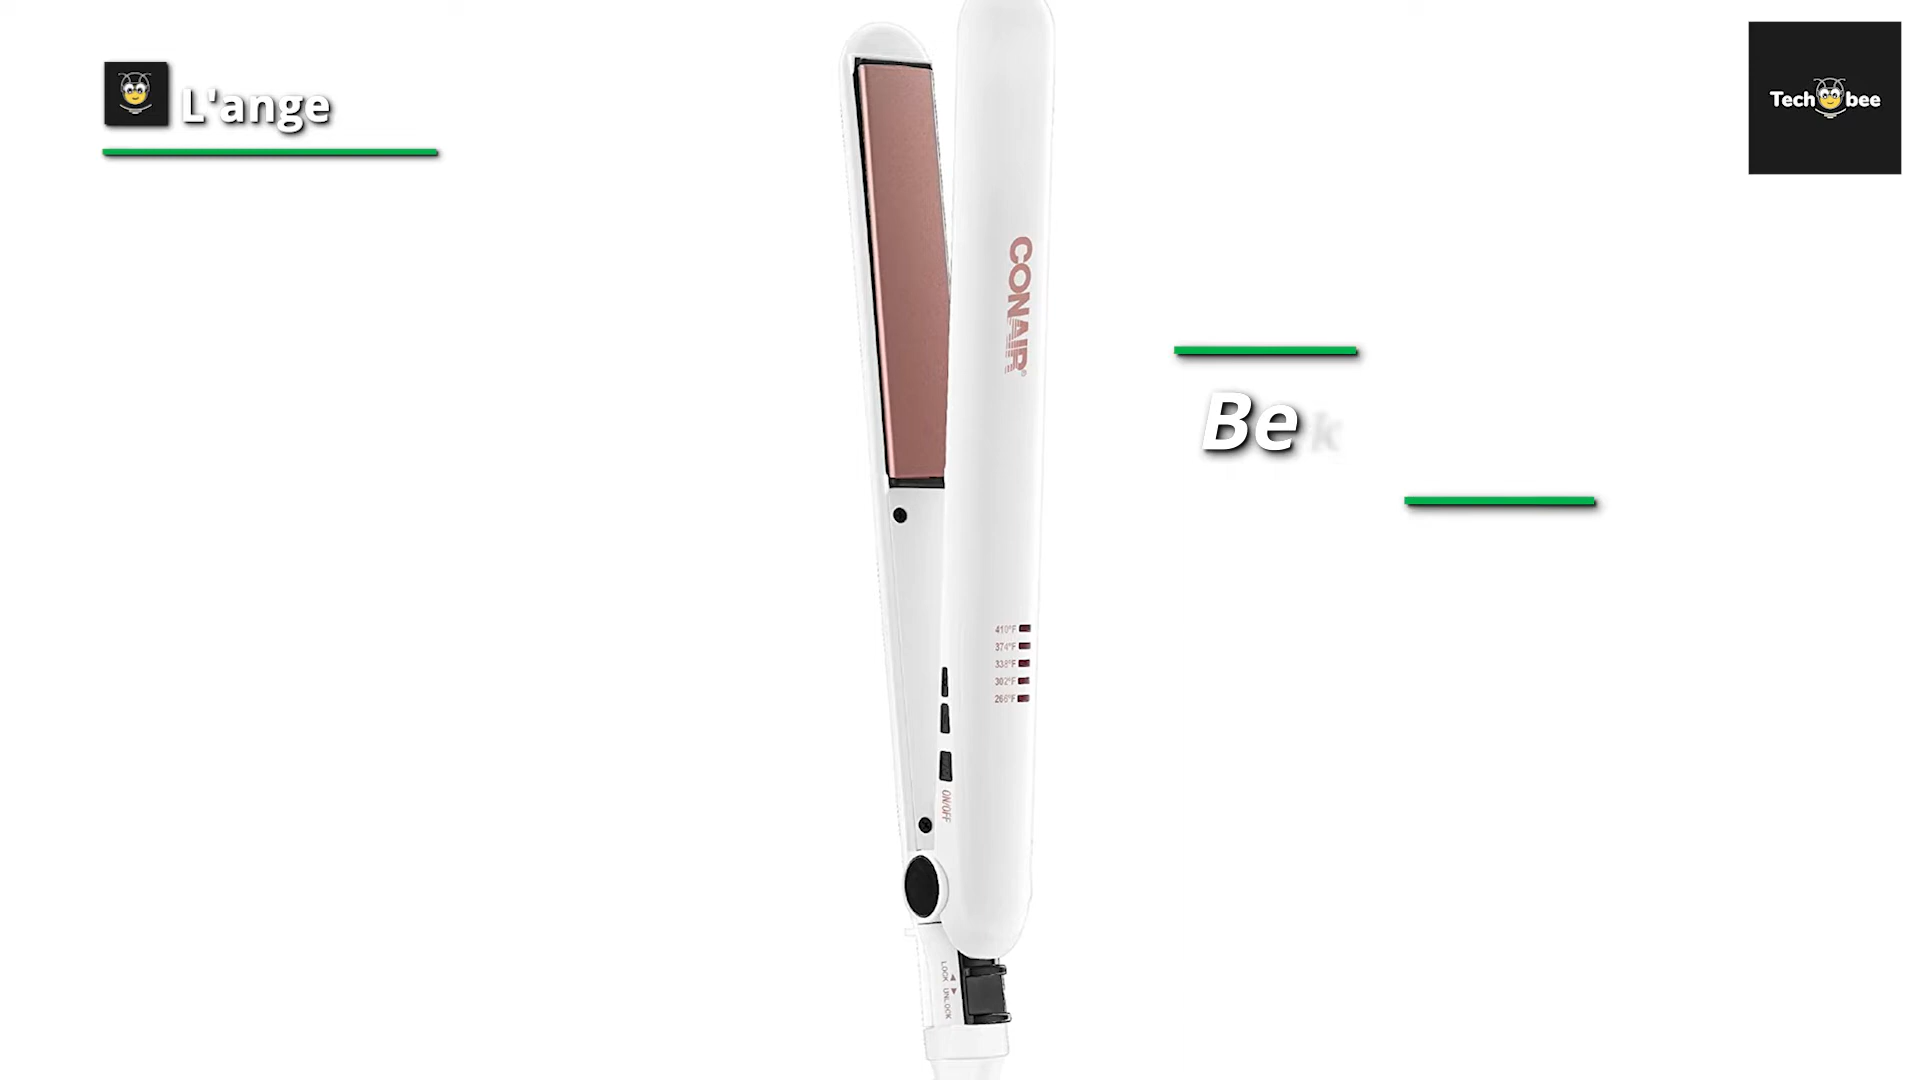 L'ange
Tech bee
CONAIR®
Be
410°F
374°F
338°F
302°F
266°F
ON/OFF
LOCK UNLOCK